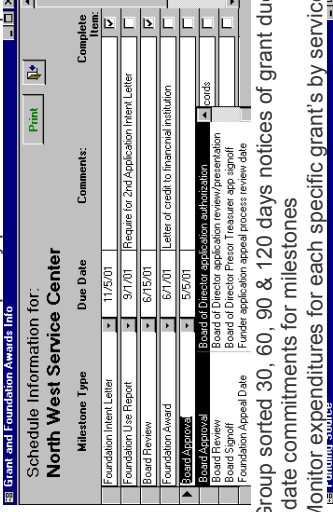 Grant and Foundation Awards Info
Schedule Information for:
North West Service Center
Print
Milestone Type Due Date Comments: Complete Item:
Foundation Intent Letter 11/5/01
Foundation Use Report 9/1/01 Require for 2nd Application Intent Letter
Board Review 6/15/01
Foundation Award 6/1/01 Letter of credit to financnial institution
Board Approval 5/5/01
Board Approval Board of Director application authorization
Board Review Board of Director application review/presentation
Board Signoff Board of Director Presor Treasurer app signoff
Foundation Appeal Date Funder application appeal process review date
cords
Group sorted 30, 60, 90 & 120 days notices of grant due
date commitments for milestones
Monitor expenditures for each specific grant's by service
Funding Source